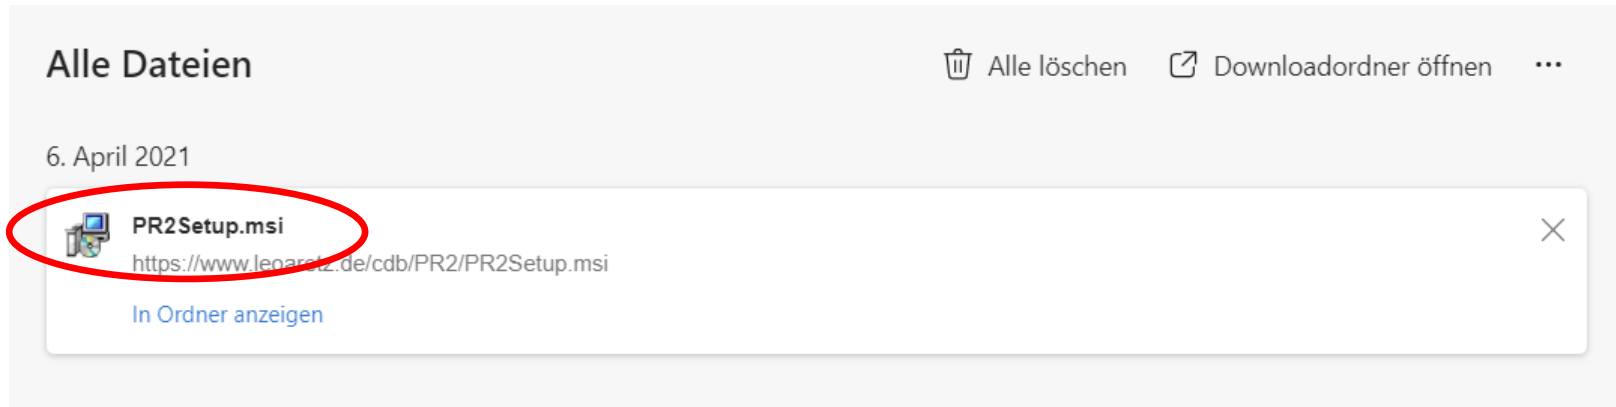 Alle Dateien
Alle löschen
Downloadordner öffnen
6. April 2021
PR2Setup.msi
https://www.leoaretz.de/cdb/PR2/PR2Setup.msi
In Ordner anzeigen